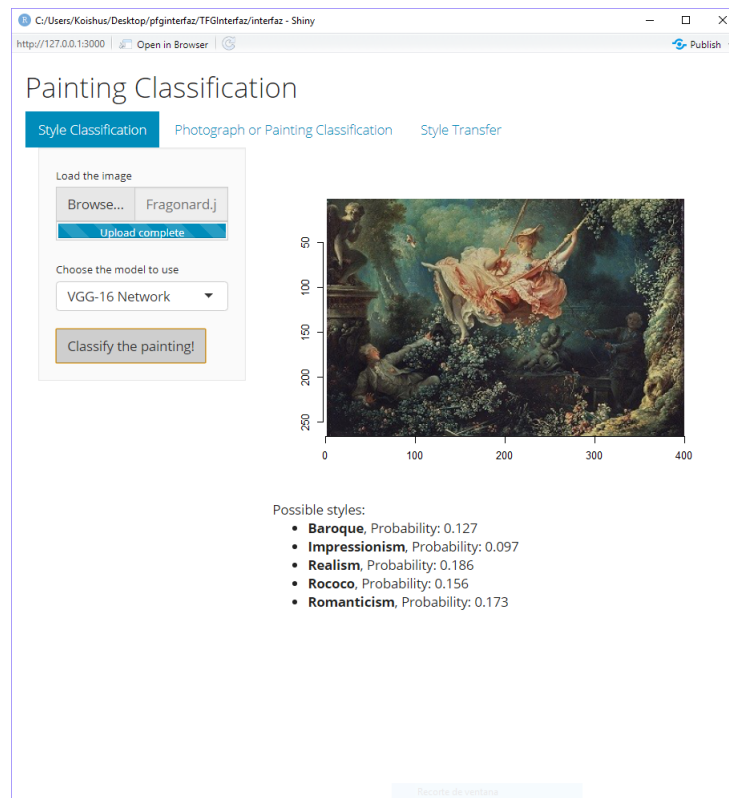 C:/Users/Koishus/Desktop/pfginterfaz/TFGInterfaz/interfaz - Shiny
http://127.0.0.1:3000 Open in Browser Publish
Painting Classification
Style Classification Photograph or Painting Classification Style Transfer
Load the image
Browse... Fragonard.j
Upload complete
Choose the model to use
VGG-16 Network
Classify the painting!
50
100
150
200
250
0 100 200 300 400
Possible styles:
• Baroque, Probability: 0.127
• Impressionism, Probability: 0.097
• Realism, Probability: 0.186
• Rococo, Probability: 0.156
• Romanticism, Probability: 0.173
Recorte de ventana